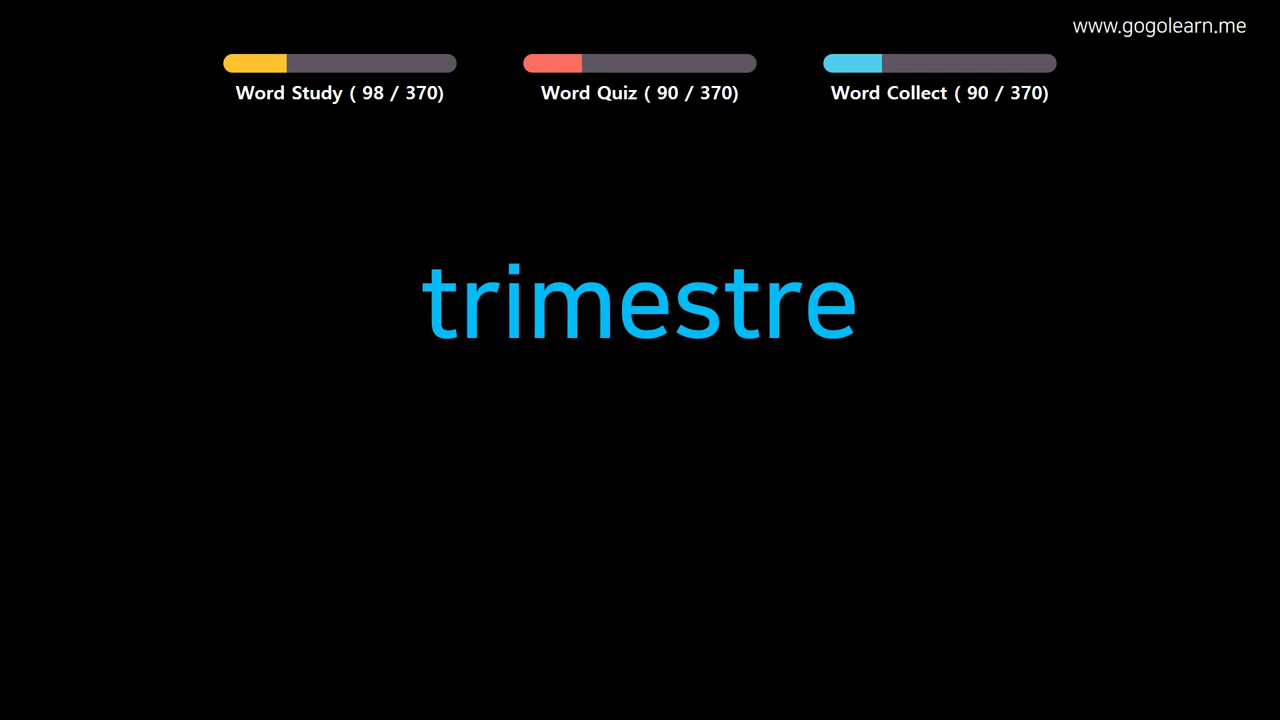 www.gogolearn.me
Word Study ( 98 / 370)
Word Quiz ( 90 / 370)
Word Collect ( 90 / 370)
trimestre